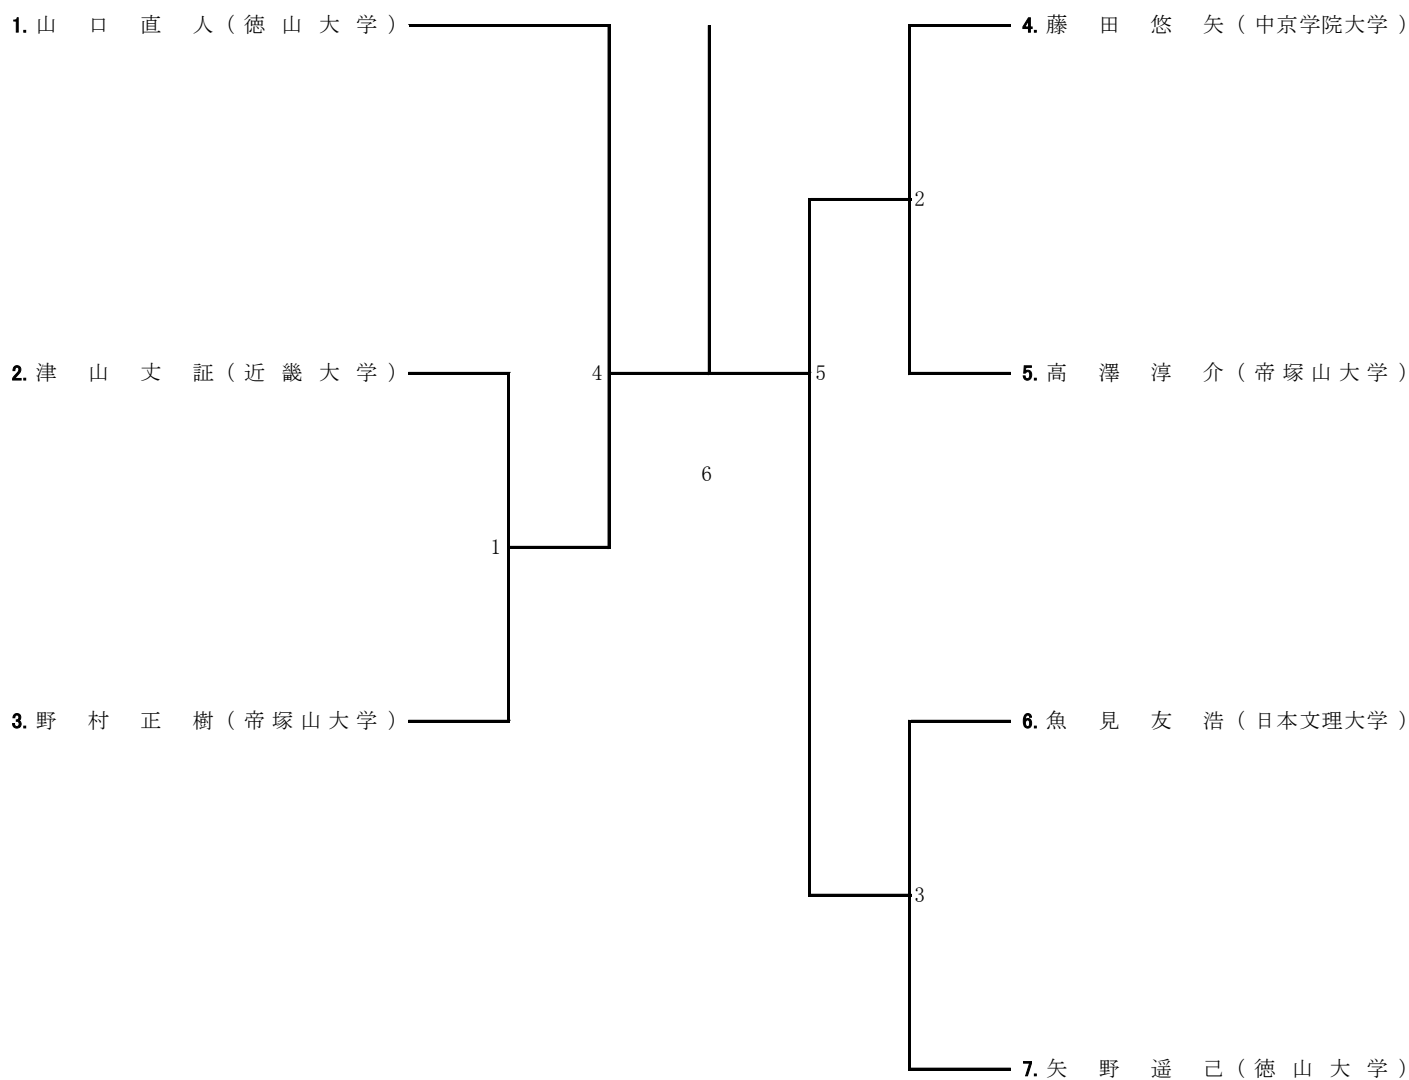 1. 山口直人(徳山大学)
4. 藤田悠矢(中京学院大学)
2
2. 津山丈証(近畿大学)
4
5
5. 高澤淳介(帝塚山大学)
6
1
3. 野村正樹(帝塚山大学)
6. 魚見友浩(日本文理大学)
3
7. 矢野遥己(徳山大学)